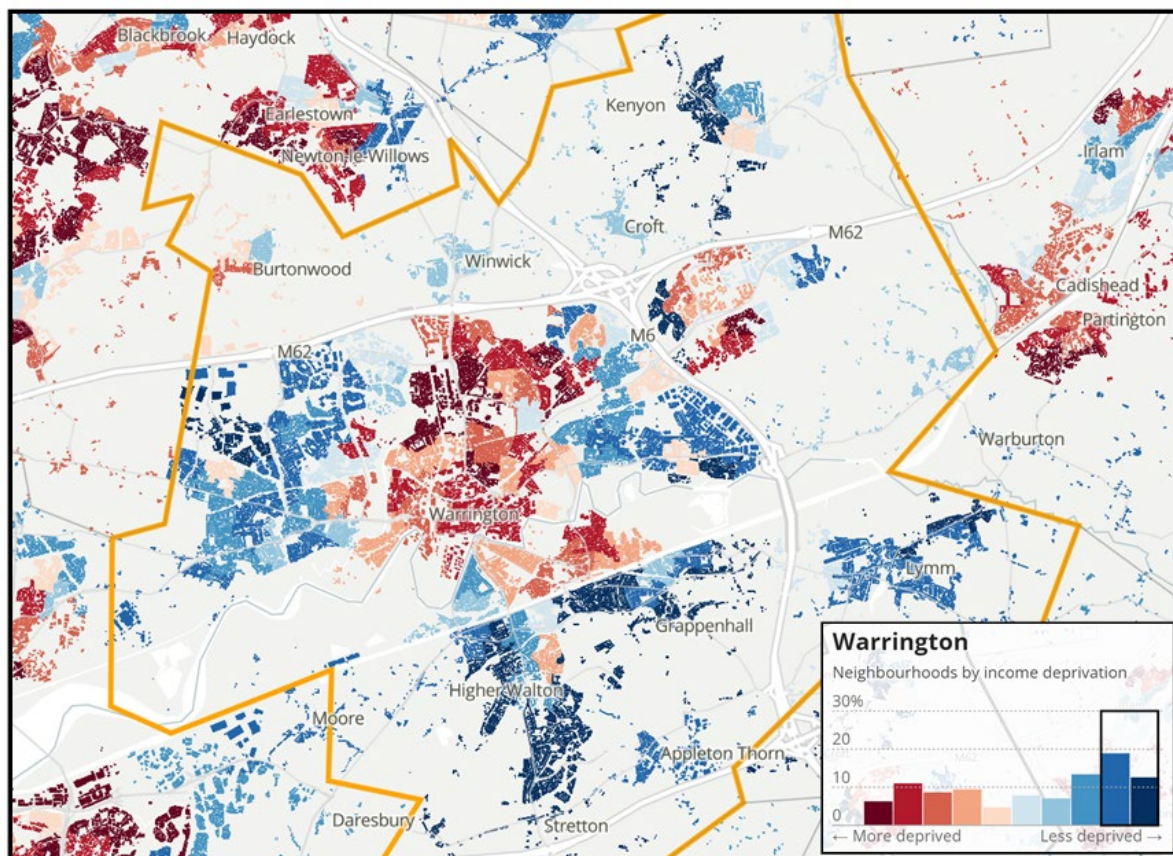 Blackbrook
Haydock
Earlestown
Newton-le-Willows
Kenyon
Irlam
Croft
M62
Winwick
Burtonwood
Cadishead
Partington
M6
M62
Warburton
Warrington
Lymm
Grappenhall
Higher Walton
Moore
Appleton Thorn
Daresbury
Stretton
Warrington
Neighbourhoods by income deprivation
30%
20
10
0
← More deprived
Less deprived →
M62